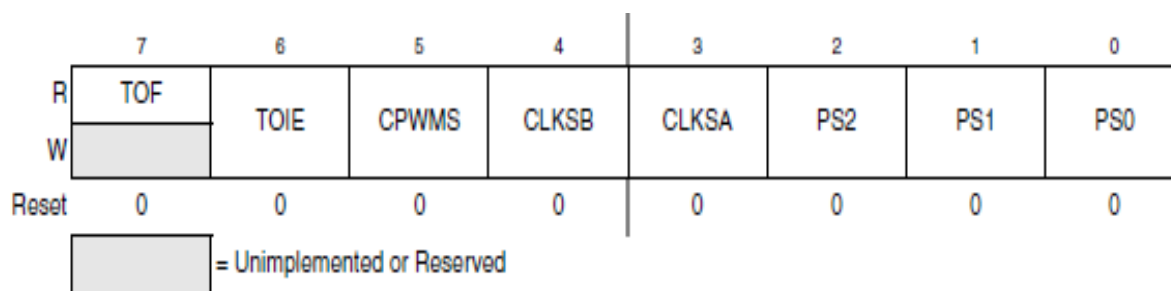 7 6 5 4 3 2 1 0
R TOF
TOIE CPWMS CLKSB CLKSA PS2 PS1 PS0
W
Reset 0 0 0 0 0 0 0 0
= Unimplemented or Reserved